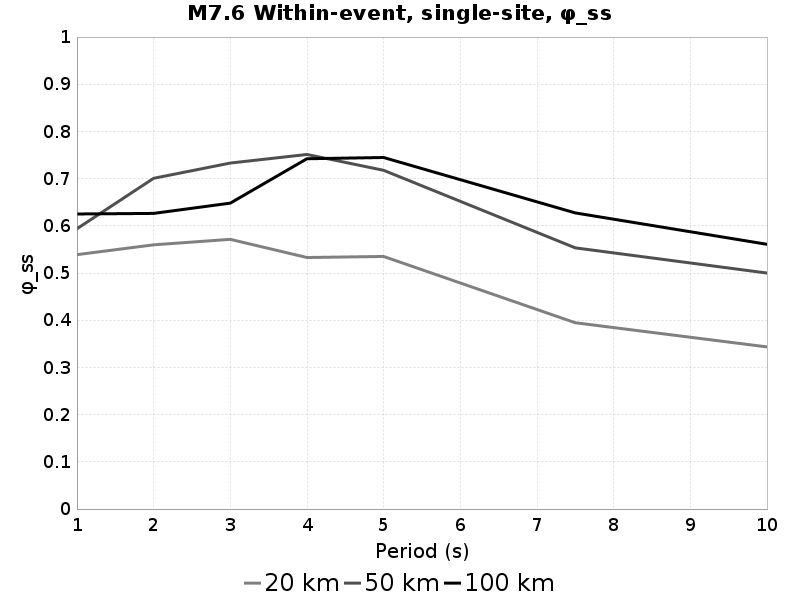 M7.6 Within-event, single-site, φ_ss
1
0.9
0.8
0.7
0.6
0.5
0.4
0.3
0.2
0.1
0
φ_ss
1 2 3 4 5 6 7 8 9 10
Period (s)
20 km 50 km 100 km